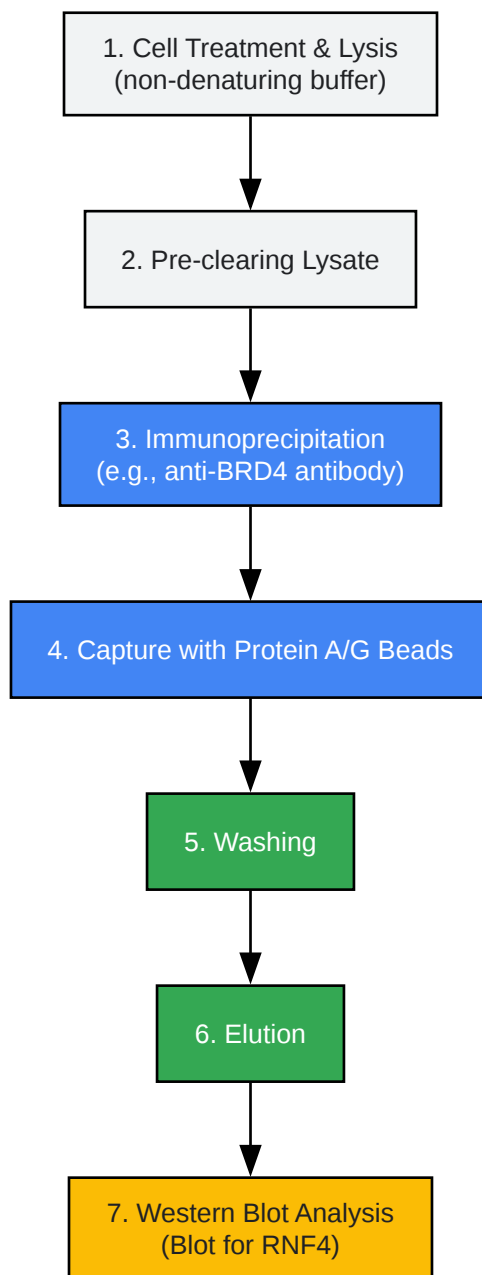 1. Cell Treatment & Lysis
(non-denaturing buffer)
2. Pre-clearing Lysate
3. Immunoprecipitation
(e.g., anti-BRD4 antibody)
4. Capture with Protein A/G Beads
5. Washing
6. Elution
7. Western Blot Analysis
(Blot for RNF4)